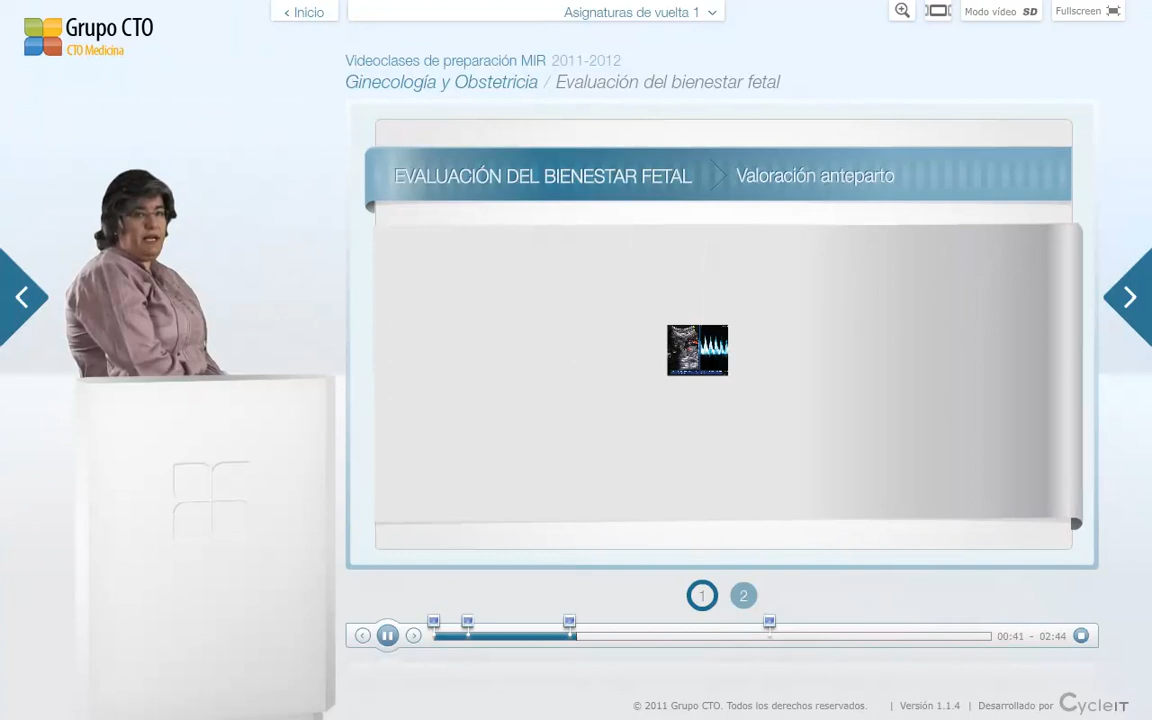 Grupo CTO
CTO Medicina
‹ Inicio
Asignaturas de vuelta 1
Modo vídeo SD
Fullscreen
Videoclases de preparación MIR 2011-2012
Ginecología y Obstetricia / Evaluación del bienestar fetal
EVALUACIÓN DEL BIENESTAR FETAL
Valoración anteparto
1
2
00:41 - 02:44
© 2011 Grupo CTO. Todos los derechos reservados. | Versión 1.1.4 | Desarrollado por CycleIT